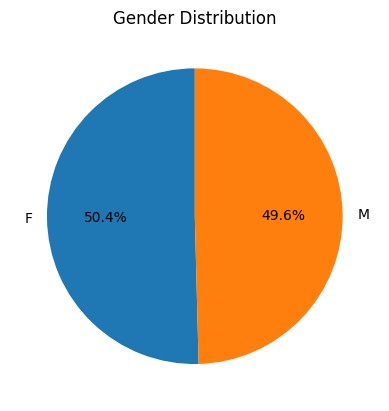 Gender Distribution
F
50.4%
49.6%
M